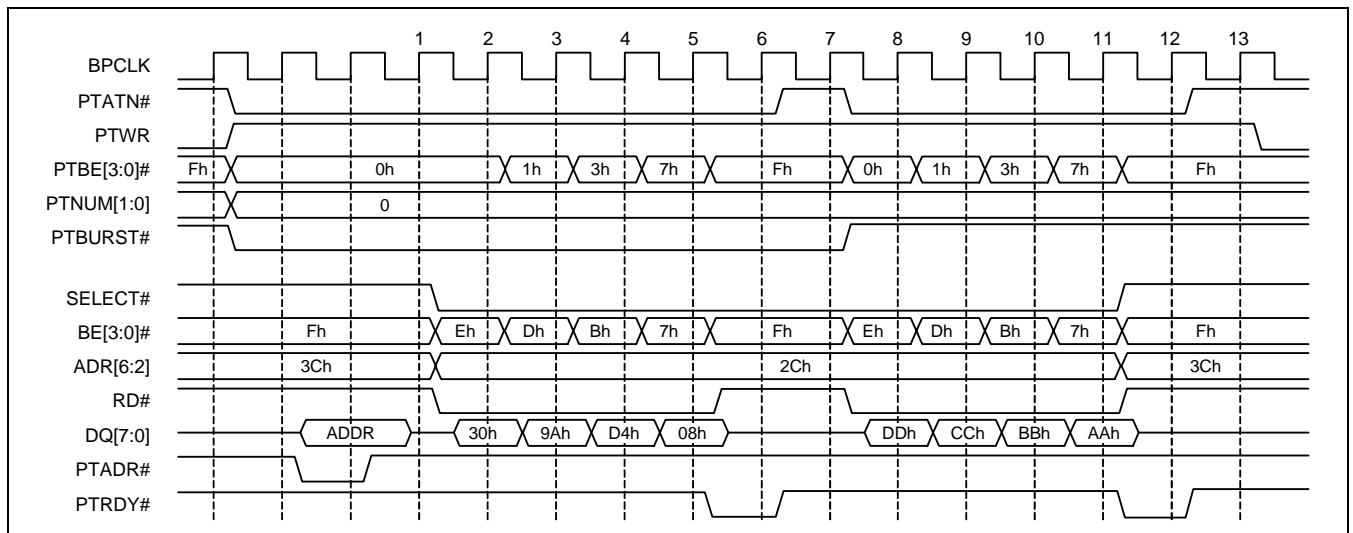 1 2 3 4 5 6 7 8 9 10 11 12 13
BPCLK
PTATN#
PTWR
PTBE[3:0]# Fh 0h 1h 3h 7h Fh 0h 1h 3h 7h Fh
PTNUM[1:0] 0
PTBURST#
SELECT#
BE[3:0]# Fh Eh Dh Bh 7h Fh Eh Dh Bh 7h Fh
ADR[6:2] 3Ch 2Ch 3Ch
RD#
DQ[7:0] ADDR 30h 9Ah D4h 08h DDh CCh BBh AAh
PTADR#
PTRDY#